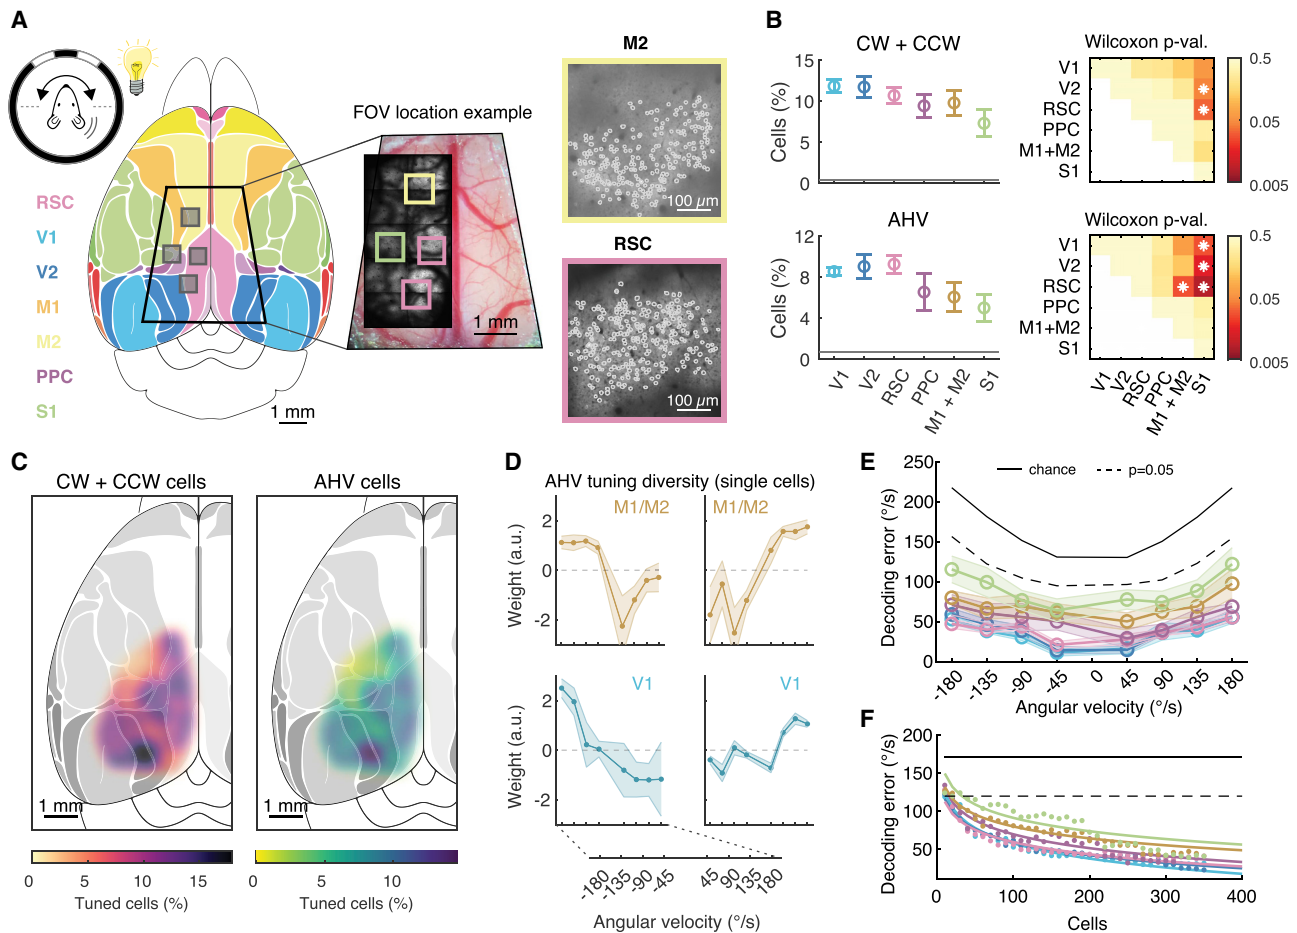 A
RSC
V1
V2
M1
M2
PPC
S1
1 mm
FOV location example
1 mm
M2
100 µm
RSC
100 µm
B
CW + CCW
Cells (%)
15
10
5
0
Wilcoxon p-val.
V1
V2
RSC
PPC
M1+M2
S1
0.5
0.05
0.005
AHV
Cells (%)
12
8
4
0
V1
V2
RSC
PPC
M1 + M2
S1
Wilcoxon p-val.
V1
V2
RSC
PPC
M1+M2
S1
V1
V2
RSC
PPC
M1 + M2
S1
0.5
0.05
0.005
C
CW + CCW cells
AHV cells
1 mm
1 mm
0 5 10 15
Tuned cells (%)
0 5 10
Tuned cells (%)
D
AHV tuning diversity (single cells)
M1/M2
M1/M2
Weight (a.u.)
2
0
-2
V1
V1
Weight (a.u.)
2
0
-2
-180 -135 -90 -45 45 90 135 180
Angular velocity (°/s)
E
chance
p=0.05
Decoding error (°/s)
250
200
150
100
50
0
-180 -135 -90 -45 0 45 90 135 180
Angular velocity (°/s)
F
Decoding error (°/s)
200
150
100
50
0 100 200 300 400
Cells